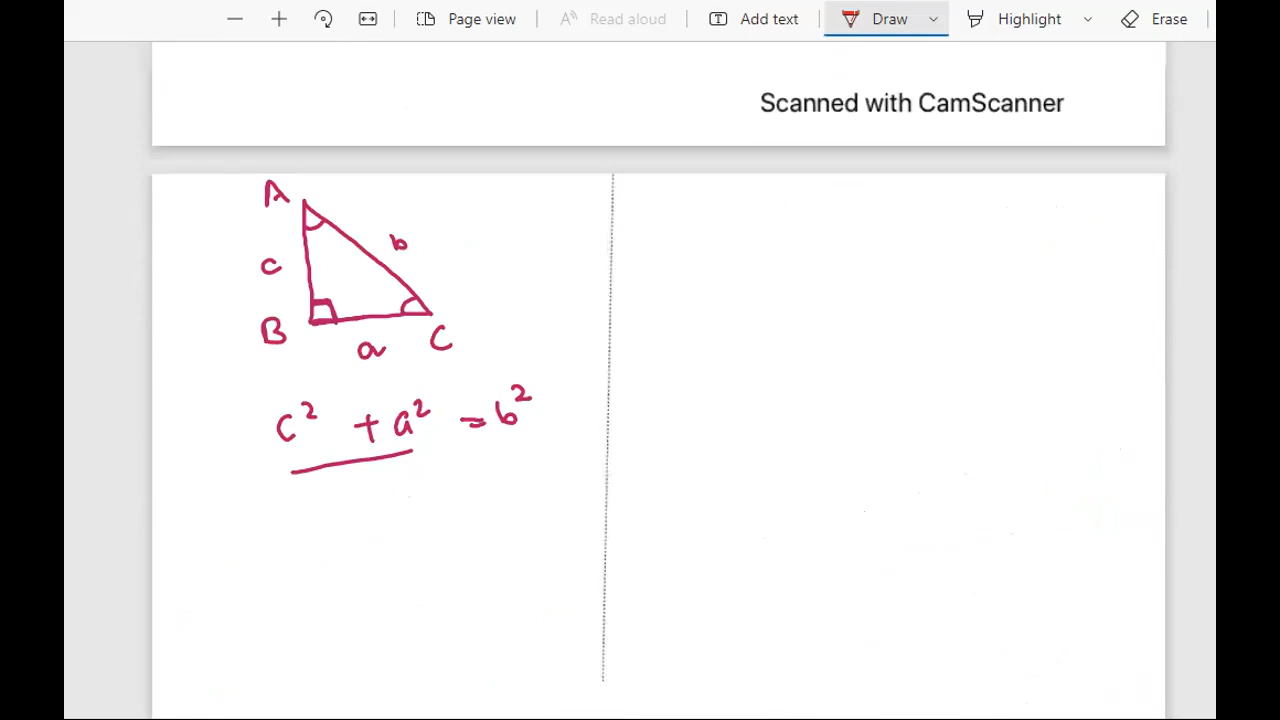 Page view Read aloud Add text Draw Highlight Erase
Scanned with CamScanner
A
b
c
B
a C
c² + a² = b²